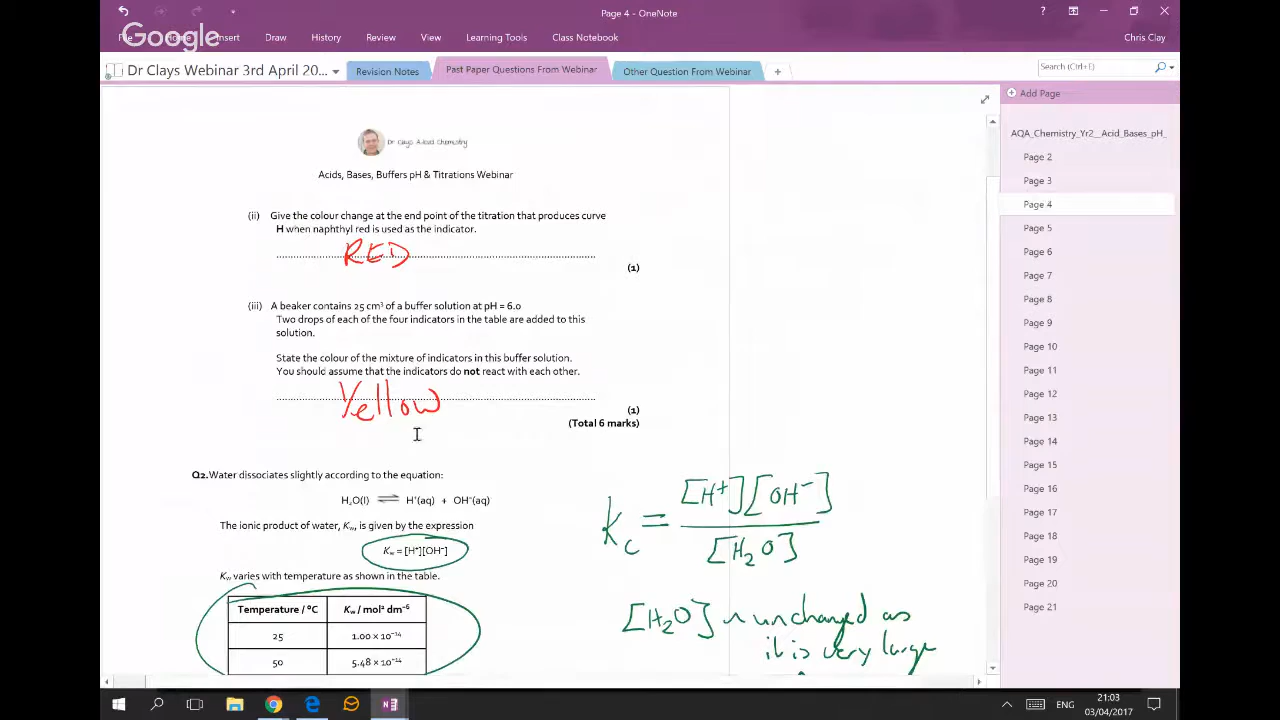 Page 4 - OneNote
Google
Insert Draw History Review View Learning Tools Class Notebook
Chris Clay
Dr Clays Webinar 3rd April 20...
Revision Notes
Past Paper Questions From Webinar
Other Question From Webinar
Search (Ctrl+E)
Add Page
AQA_Chemistry_Yr2__Acid_Bases_pH_
Page 2
Page 3
Page 4
Page 5
Page 6
Page 7
Page 8
Page 9
Page 10
Page 11
Page 12
Page 13
Page 14
Page 15
Page 16
Page 17
Page 18
Page 19
Page 20
Page 21
Dr Clays A-level Chemistry
Acids, Bases, Buffers pH & Titrations Webinar
(ii) Give the colour change at the end point of the titration that produces curve
H when naphthyl red is used as the indicator.
RED
(1)
(iii) A beaker contains 25 cm³ of a buffer solution at pH = 6.0
Two drops of each of the four indicators in the table are added to this
solution.
State the colour of the mixture of indicators in this buffer solution.
You should assume that the indicators do not react with each other.
Yellow
(1)
(Total 6 marks)
Q2. Water dissociates slightly according to the equation:
H₂O(l) ⇌ H⁺(aq) + OH⁻(aq)
The ionic product of water, Kw, is given by the expression
Kw = [H⁺][OH⁻]
Kw varies with temperature as shown in the table.
Temperature / °C Kw / mol² dm⁻⁶
25 1.00 × 10⁻¹⁴
50 5.48 × 10⁻¹⁴
Kc = [H⁺][OH⁻]
[H₂O]
[H₂O] unchanged as
it is very large
ENG
21:03
03/04/2017